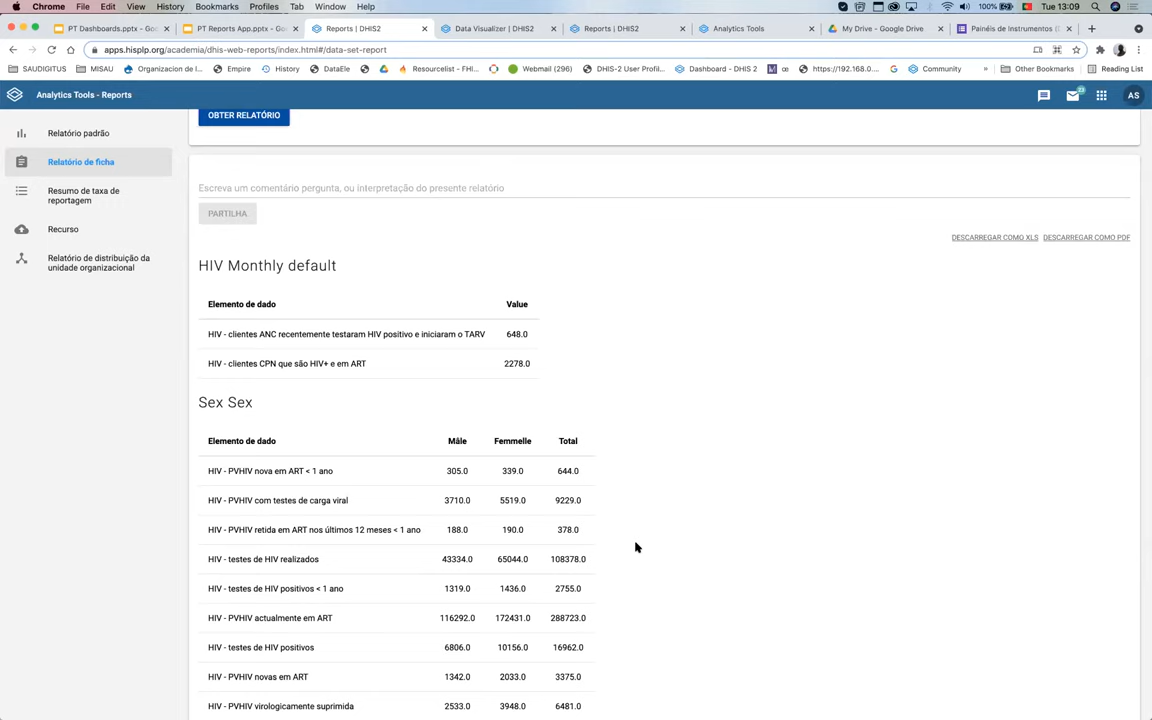 Chrome File Edit View History Bookmarks Profiles Tab Window Help 100% Tue 13:09
PT Dashboards.pptx - Goo PT Reports App.pptx - Goo Reports | DHIS2 Data Visualizer | DHIS2 Reports | DHIS2 Analytics Tools My Drive - Google Drive Painéis de Instrumentos (D
apps.hisplp.org/academia/dhis-web-reports/index.html#/data-set-report
SAUDIGITUS MISAU Organizacion de I... Empire History DataEle Resourcelist - FHI... Webmail (296) DHIS-2 User Profil... Dashboard - DHIS 2 https://192.168.0.... Community » Other Bookmarks Reading List
Analytics Tools - Reports 23 AS
OBTER RELATÓRIO
Relatório padrão
Relatório de ficha
Resumo de taxa de
reportagem
Recurso
Relatório de distribuição da
unidade organizacional
Escreva um comentário pergunta, ou interpretação do presente relatório
PARTILHA
DESCARREGAR COMO XLS DESCARREGAR COMO PDF
HIV Monthly default
Elemento de dado Value
HIV - clientes ANC recentemente testaram HIV positivo e iniciaram o TARV 648.0
HIV - clientes CPN que são HIV+ e em ART 2278.0
Sex Sex
Elemento de dado Mâle Femmelle Total
HIV - PVHIV nova em ART < 1 ano 305.0 339.0 644.0
HIV - PVHIV com testes de carga viral 3710.0 5519.0 9229.0
HIV - PVHIV retida em ART nos últimos 12 meses < 1 ano 188.0 190.0 378.0
HIV - testes de HIV realizados 43334.0 65044.0 108378.0
HIV - testes de HIV positivos < 1 ano 1319.0 1436.0 2755.0
HIV - PVHIV actualmente em ART 116292.0 172431.0 288723.0
HIV - testes de HIV positivos 6806.0 10156.0 16962.0
HIV - PVHIV novas em ART 1342.0 2033.0 3375.0
HIV - PVHIV virologicamente suprimida 2533.0 3948.0 6481.0